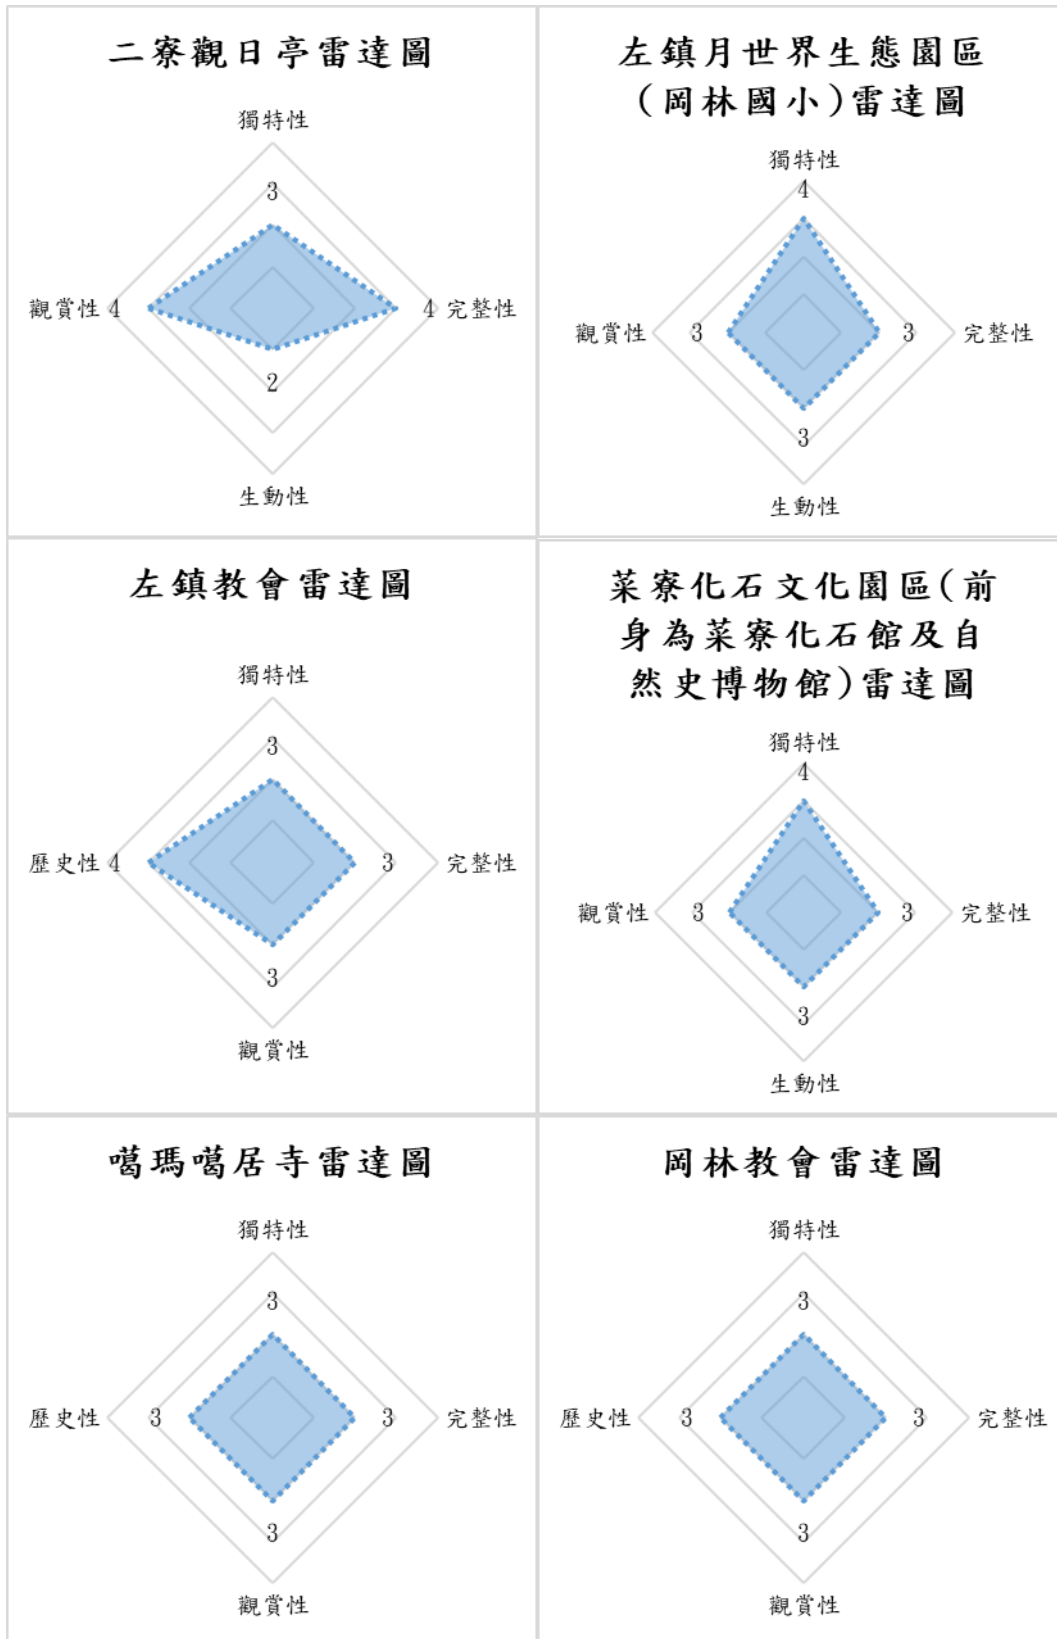 二寮觀日亭雷達圖
獨特性
3
觀賞性 4
4 完整性
2
生動性
左鎮月世界生態園區
(岡林國小)雷達圖
獨特性
4
觀賞性 3
3 完整性
3
生動性
左鎮教會雷達圖
獨特性
3
歷史性 4
3 完整性
3
觀賞性
菜寮化石文化園區(前
身為菜寮化石館及自
然史博物館)雷達圖
獨特性
4
觀賞性 3
3 完整性
3
生動性
噶瑪噶居寺雷達圖
獨特性
3
歷史性 3
3 完整性
3
觀賞性
岡林教會雷達圖
獨特性
3
歷史性 3
3 完整性
3
觀賞性